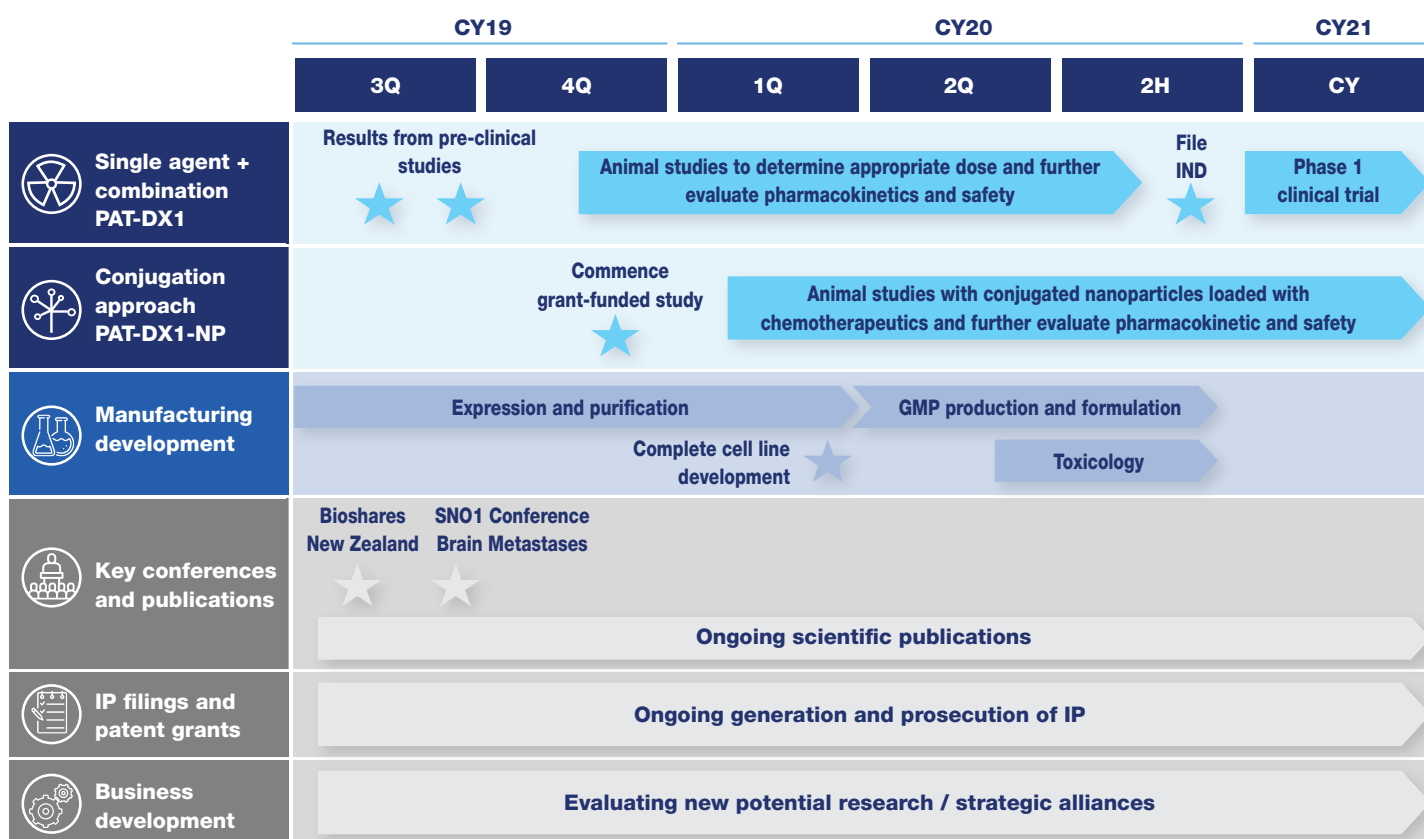 CY19
CY20
CY21
3Q
4Q
1Q
2Q
2H
CY
Single agent +
combination
PAT-DX1
Results from pre-clinical
studies
Animal studies to determine appropriate dose and further
evaluate pharmacokinetics and safety
File
IND
Phase 1
clinical trial
Conjugation
approach
PAT-DX1-NP
Commence
grant-funded study
Animal studies with conjugated nanoparticles loaded with
chemotherapeutics and further evaluate pharmacokinetic and safety
Manufacturing
development
Expression and purification
GMP production and formulation
Complete cell line
development
Toxicology
Key conferences
and publications
Bioshares
New Zealand
SNO1 Conference
Brain Metastases
Ongoing scientific publications
IP filings and
patent grants
Ongoing generation and prosecution of IP
Business
development
Evaluating new potential research / strategic alliances